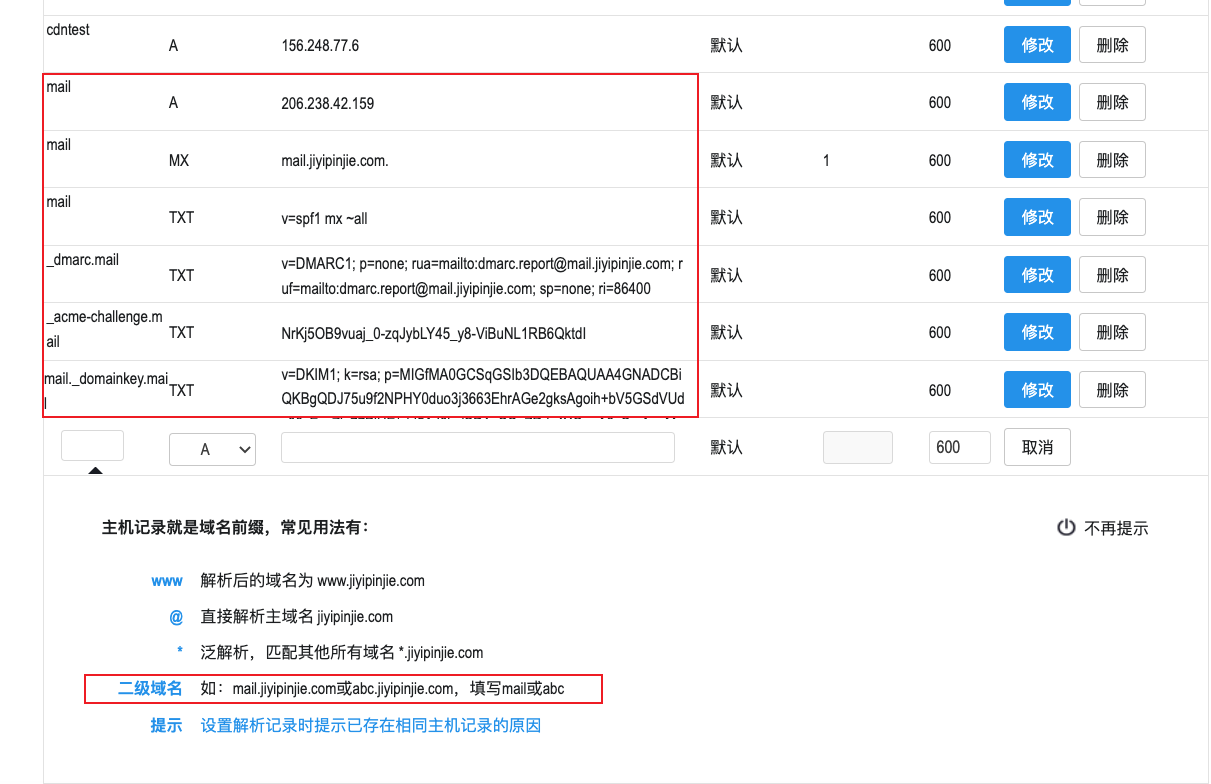 cdntest
A 156.248.77.6 默认 600 修改 删除
mail
A 206.238.42.159 默认 600 修改 删除
mail
MX mail.jiyipinjie.com. 默认 1 600 修改 删除
mail
TXT v=spf1 mx ~all 默认 600 修改 删除
_dmarc.mail
TXT v=DMARC1; p=none; rua=mailto:dmarc.report@mail.jiyipinjie.com; r
uf=mailto:dmarc.report@mail.jiyipinjie.com; sp=none; ri=86400 默认 600 修改 删除
_acme-challenge.m
ail
TXT NrKj5OB9vuaj_0-zqJybLY45_y8-ViBuNL1RB6QktdI 默认 600 修改 删除
mail._domainkey.mai
l
TXT v=DKIM1; k=rsa; p=MIGfMA0GCSqGSIb3DQEBAQUAA4GNADCBi
QKBgQDJ75u9f2NPHY0duo3j3663EhrAGe2gksAgoih+bV5GSdVUd 默认 600 修改 删除
A 默认 600 取消
主机记录就是域名前缀，常见用法有： 不再提示
www 解析后的域名为 www.jiyipinjie.com
@ 直接解析主域名 jiyipinjie.com
* 泛解析，匹配其他所有域名 *.jiyipinjie.com
二级域名 如：mail.jiyipinjie.com或abc.jiyipinjie.com，填写mail或abc
提示 设置解析记录时提示已存在相同主机记录的原因